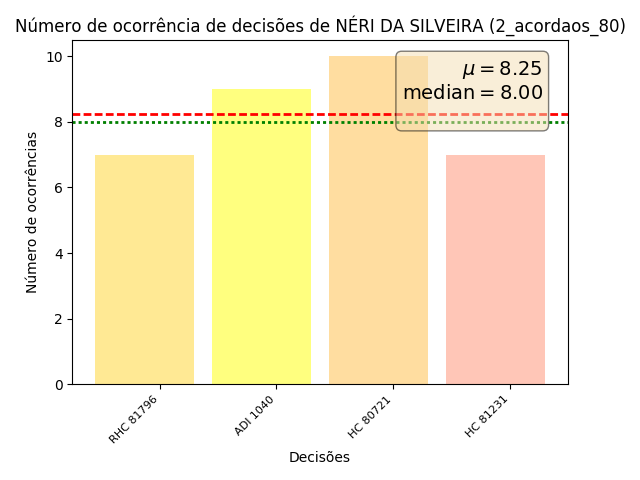 Número de ocorrência de decisões de NÉRI DA SILVEIRA (2_acordaos_80)
μ = 8.25
median = 8.00
10
8
6
4
2
0
Número de ocorrências
RHC 81796
ADI 1040
HC 80721
HC 81231
Decisões